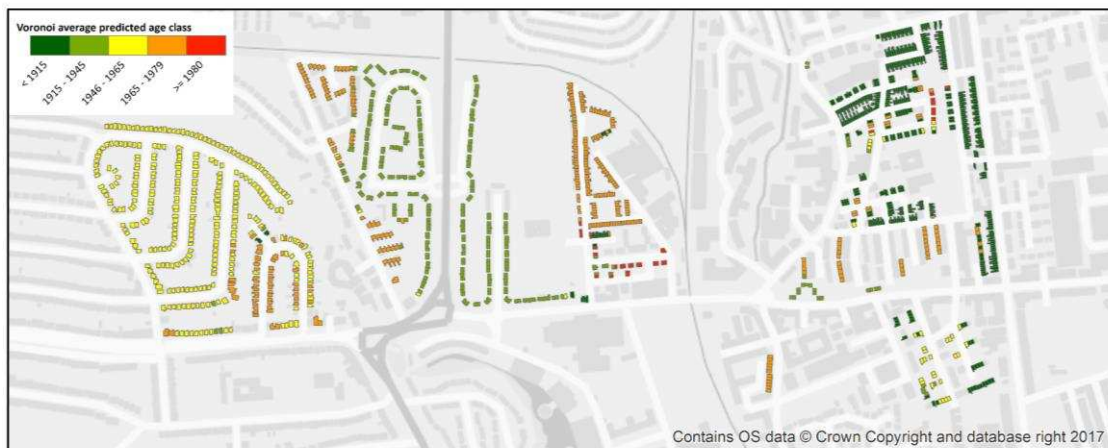 Voronoi average predicted age class
< 1915
1915 - 1945
1946 - 1965
1965 - 1979
>= 1980
Contains OS data © Crown Copyright and database right 2017